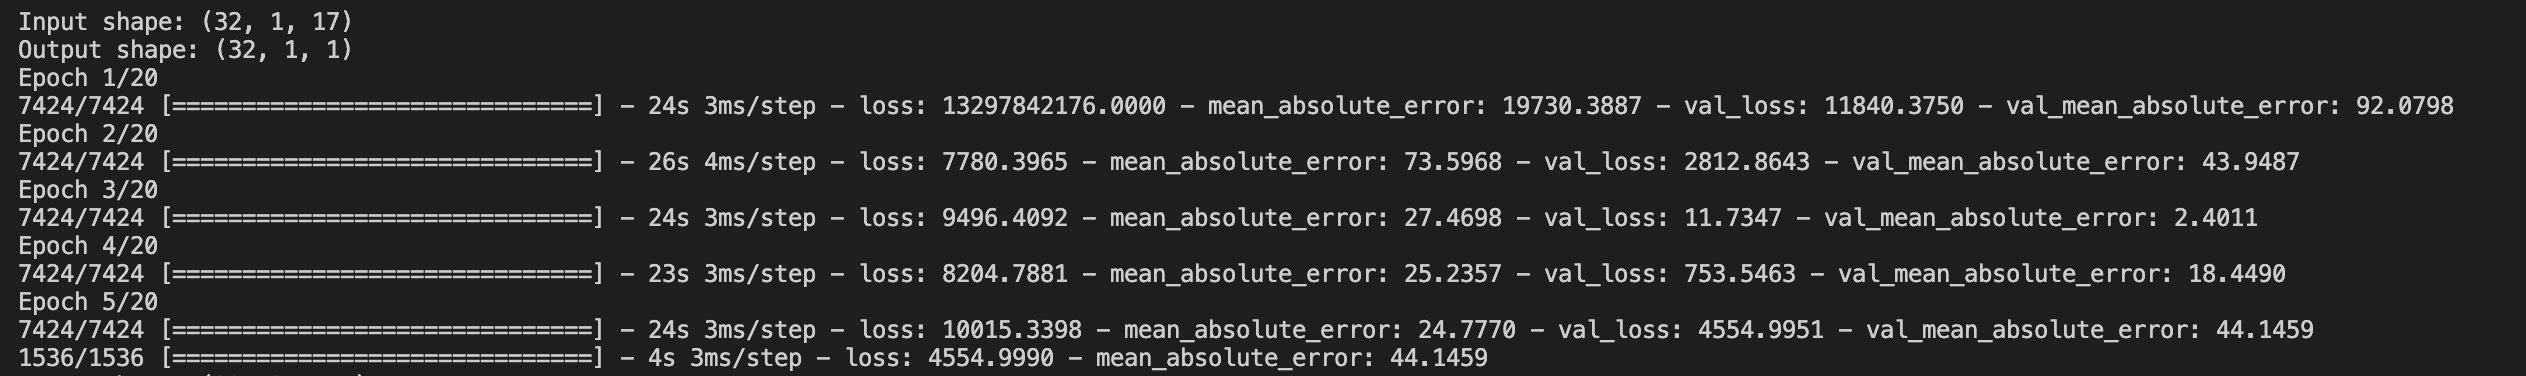 Input shape: (32, 1, 17)
Output shape: (32, 1, 1)
Epoch 1/20
7424/7424 [==============================] - 24s 3ms/step - loss: 13297842176.0000 - mean_absolute_error: 19730.3887 - val_loss: 11840.3750 - val_mean_absolute_error: 92.0798
Epoch 2/20
7424/7424 [==============================] - 26s 4ms/step - loss: 7780.3965 - mean_absolute_error: 73.5968 - val_loss: 2812.8643 - val_mean_absolute_error: 43.9487
Epoch 3/20
7424/7424 [==============================] - 24s 3ms/step - loss: 9496.4092 - mean_absolute_error: 27.4698 - val_loss: 11.7347 - val_mean_absolute_error: 2.4011
Epoch 4/20
7424/7424 [==============================] - 23s 3ms/step - loss: 8204.7881 - mean_absolute_error: 25.2357 - val_loss: 753.5463 - val_mean_absolute_error: 18.4490
Epoch 5/20
7424/7424 [==============================] - 24s 3ms/step - loss: 10015.3398 - mean_absolute_error: 24.7770 - val_loss: 4554.9951 - val_mean_absolute_error: 44.1459
1536/1536 [==============================] - 4s 3ms/step - loss: 4554.9990 - mean_absolute_error: 44.1459